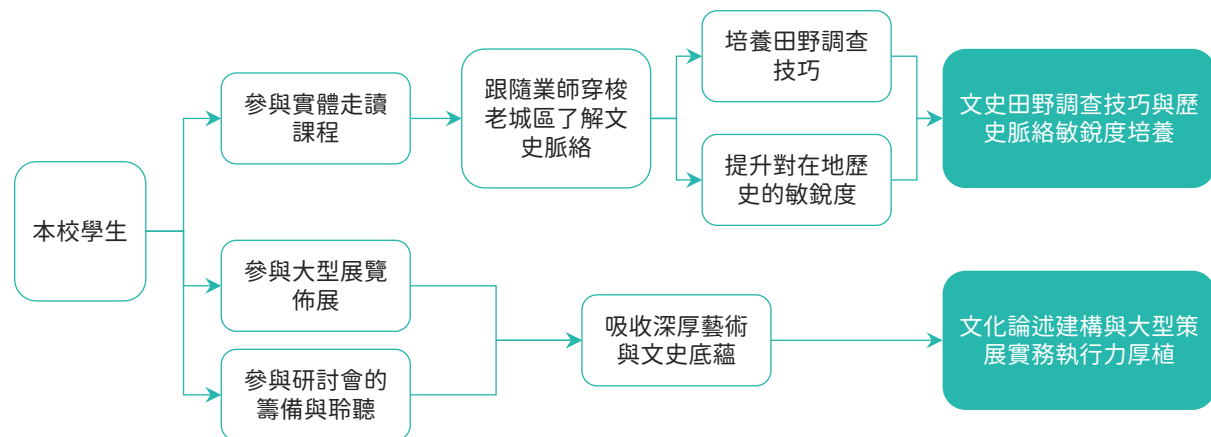 本校學生
參與實體走讀
課程
跟隨業師穿梭
老城區了解文
史脈絡
培養田野調查
技巧
提升對在地歷
史的敏銳度
文史田野調查技巧與歷
史脈絡敏銳度培養
參與大型展覽
佈展
參與研討會的
籌備與聆聽
吸收深厚藝術
與文史底蘊
文化論述建構與大型策
展實務執行力厚植